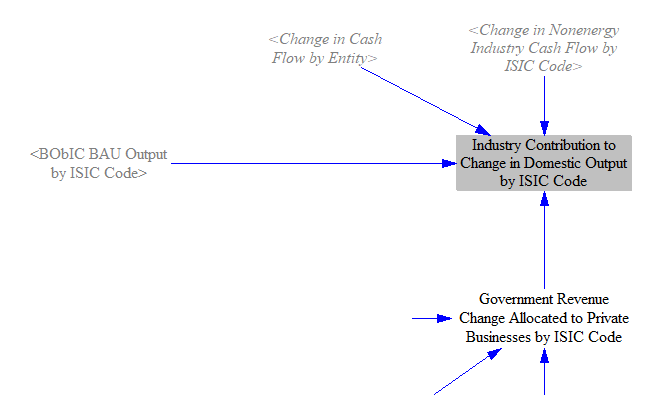 <Change in Cash
Flow by Entity>
<Change in Nonenergy
Industry Cash Flow by
ISIC Code>
<BObIC BAU Output
by ISIC Code>
Industry Contribution to
Change in Domestic Output
by ISIC Code
Government Revenue
Change Allocated to Private
Businesses by ISIC Code